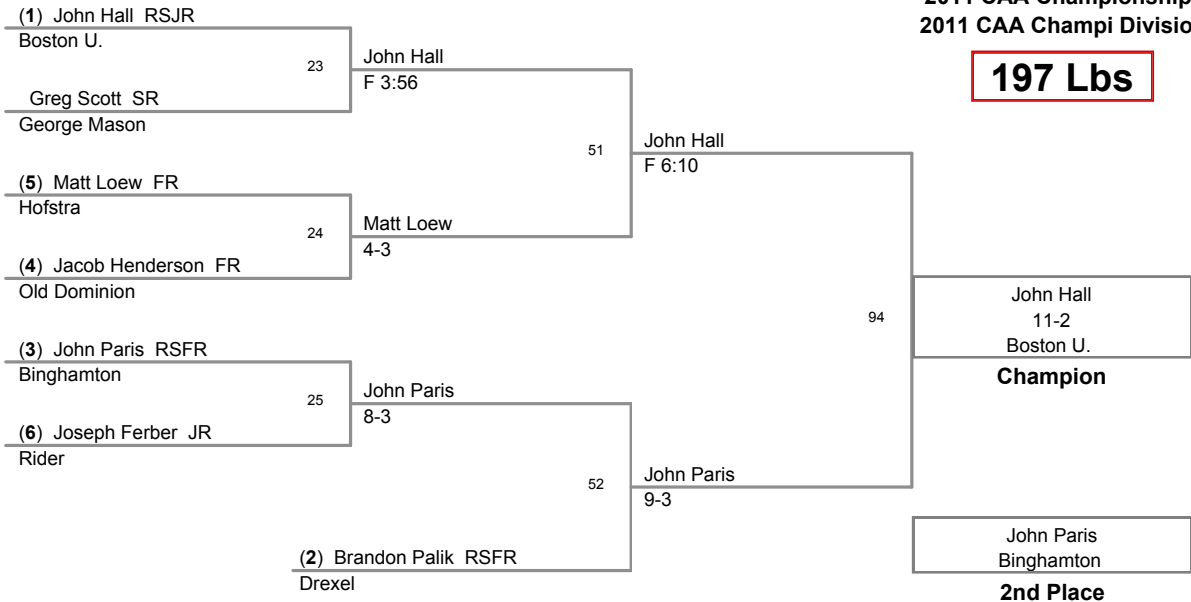 2011 CAA Championship
2011 CAA Champi Divisio
197 Lbs
(1) John Hall RSJR
Boston U.
23
John Hall
F 3:56
Greg Scott SR
George Mason
51
John Hall
F 6:10
(5) Matt Loew FR
Hofstra
24
Matt Loew
4-3
(4) Jacob Henderson FR
Old Dominion
94
John Hall
11-2
Boston U.
Champion
(3) John Paris RSFR
Binghamton
25
John Paris
8-3
(6) Joseph Ferber JR
Rider
52
John Paris
9-3
(2) Brandon Palik RSFR
Drexel
John Paris
Binghamton
2nd Place